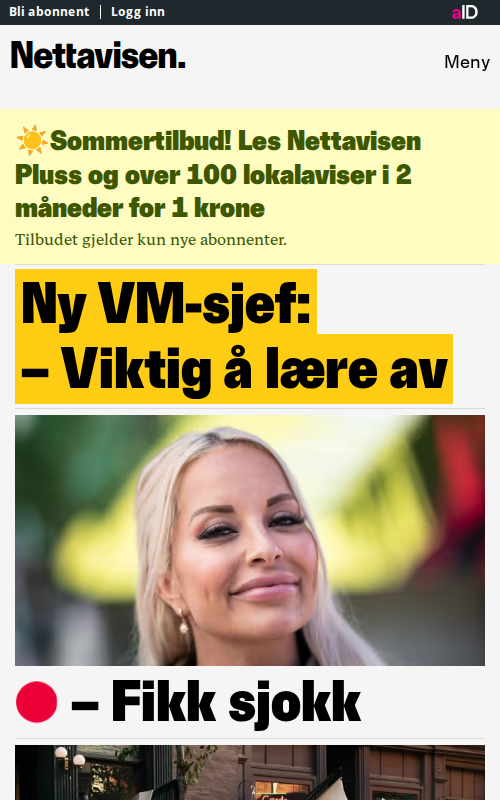 Bli abonnent | Logg inn
aID
Nettavisen.
Meny
☀️Sommertilbud! Les Nettavisen
Pluss og over 100 lokalaviser i 2
måneder for 1 krone
Tilbudet gjelder kun nye abonnenter.
Ny VM-sjef:
– Viktig å lære av
– Fikk sjokk